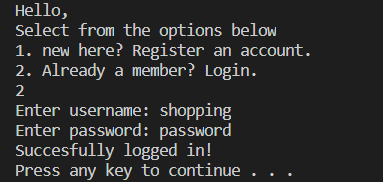 Hello,
Select from the options below
1. new here? Register an account.
2. Already a member? Login.
2
Enter username: shopping
Enter password: password
Succesfully logged in!
Press any key to continue . . .